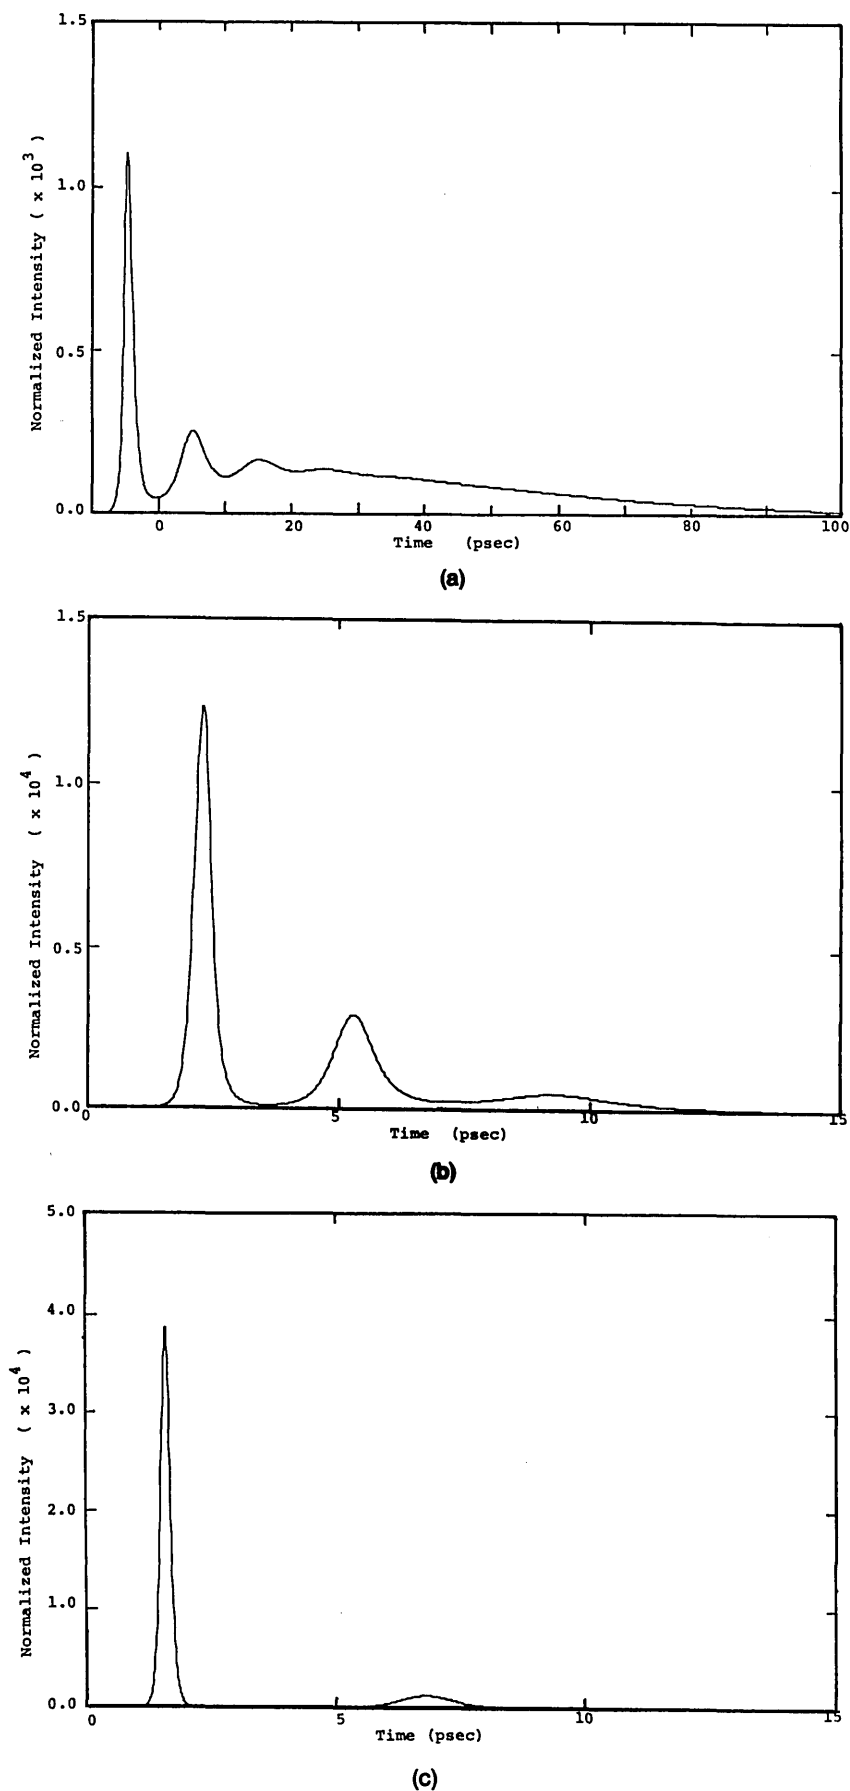 1.5
1.0
0.5
0.0
Normalized Intensity ( x 10³ )
0 20 40 60 80 100
Time (psec)
(a)
1.5
1.0
0.5
0.0
Normalized Intensity ( x 10⁴ )
0 5 10 15
Time (psec)
(b)
5.0
4.0
3.0
2.0
1.0
0.0
Normalized Intensity ( x 10⁴ )
0 5 10 15
Time (psec)
(c)